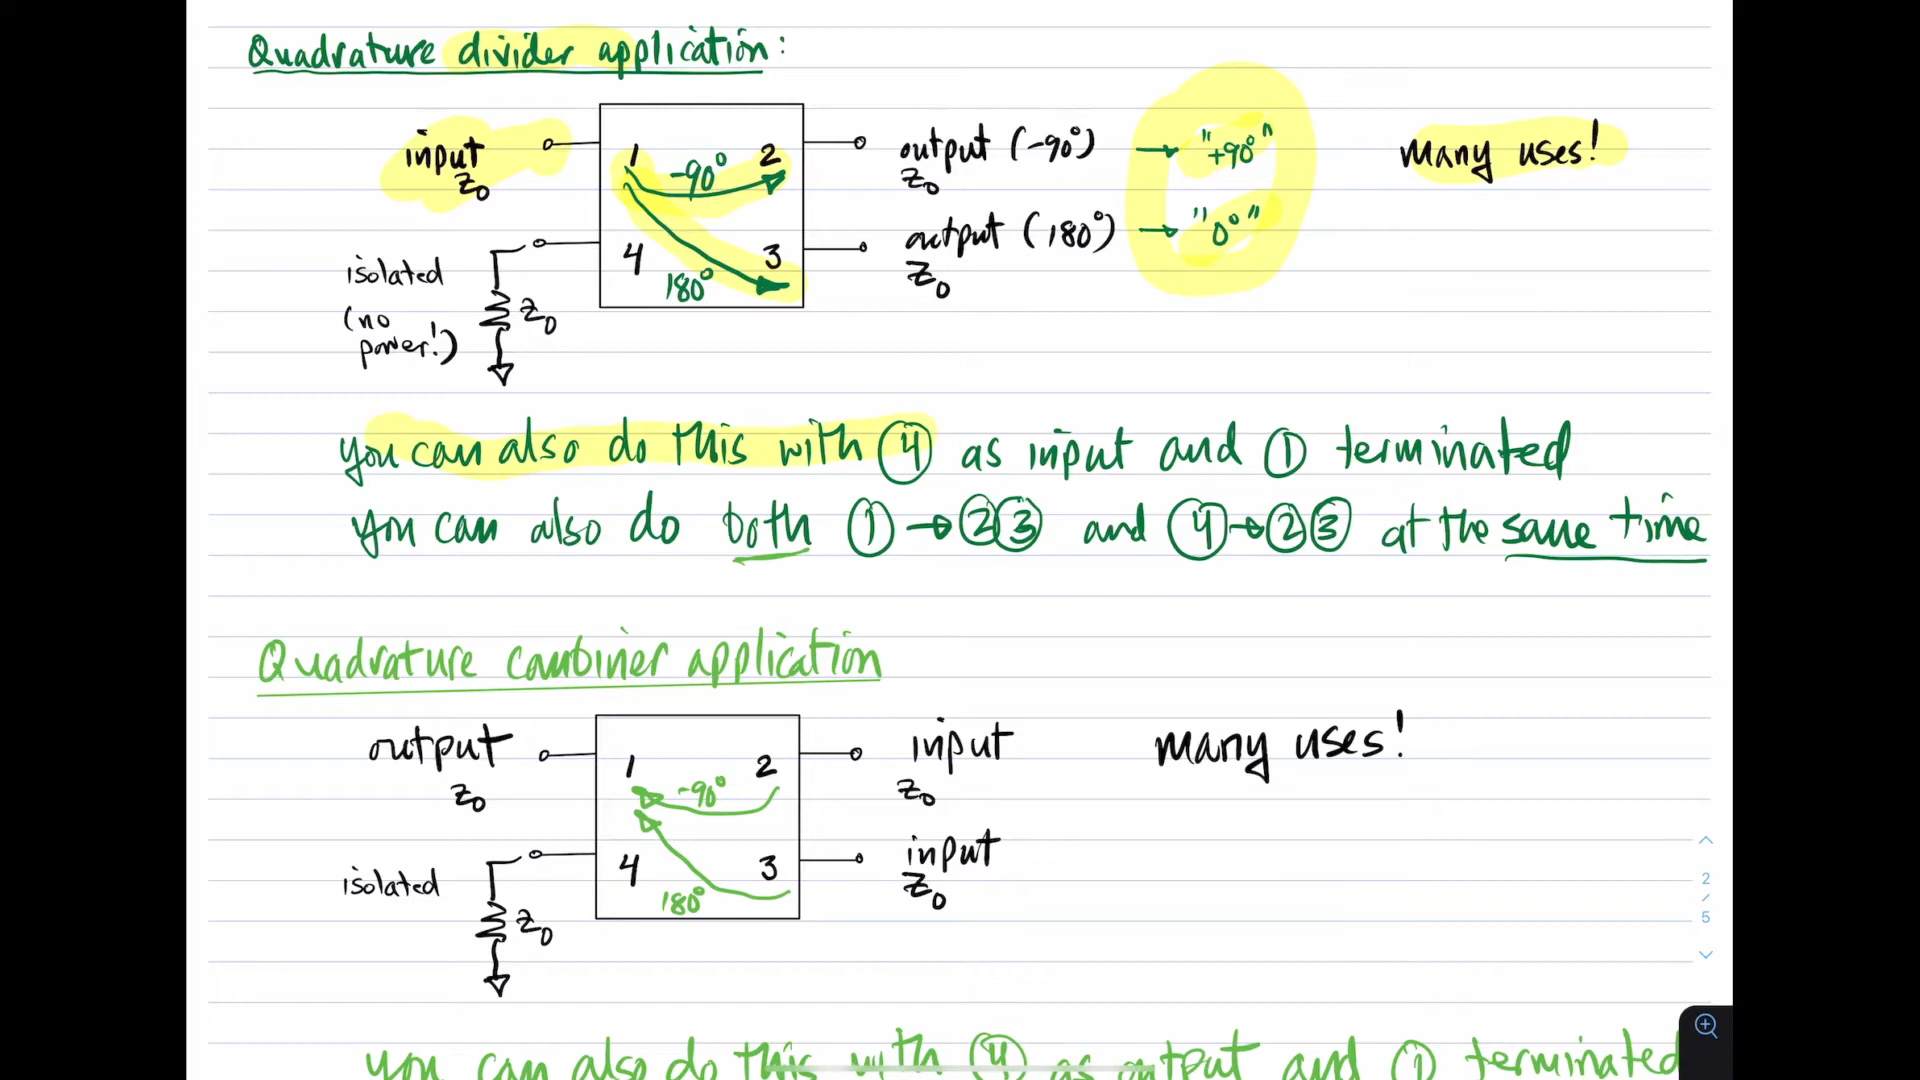 Quadrature divider application:
input
Z0
1
-90°
2
output (-90°) → "+90°"
Z0
many uses!
isolated
(no
power!)
Z0
4
180°
3
output (180°) → "0°"
Z0
you can also do this with ④ as input and ① terminated
you can also do both ① → ②③ and ④ → ②③ at the same time
Quadrature combiner application
output
Z0
1
-90°
2
input
Z0
many uses!
isolated
Z0
4
180°
3
input
Z0
2
/
5
you can also do this with ④ as output and ① terminated